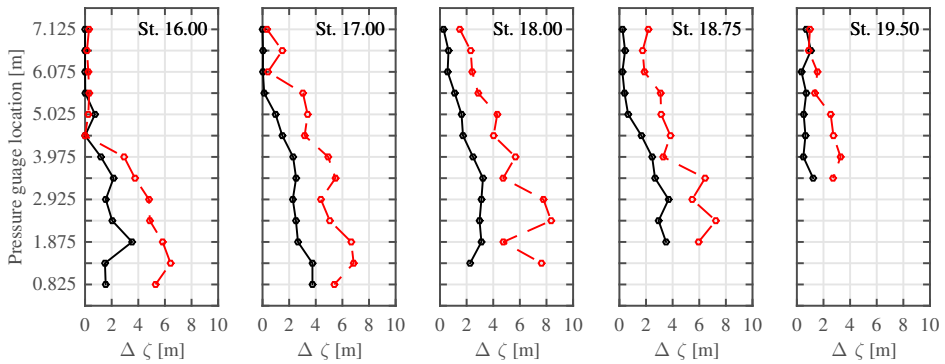 St. 16.00 St. 17.00 St. 18.00 St. 18.75 St. 19.50
Pressure guage location [m]
7.125
6.075
5.025
3.975
2.925
1.875
0.825
0 2 4 6 8 10 0 2 4 6 8 10 0 2 4 6 8 10 0 2 4 6 8 10 0 2 4 6 8 10
Δ ζ [m] Δ ζ [m] Δ ζ [m] Δ ζ [m] Δ ζ [m]